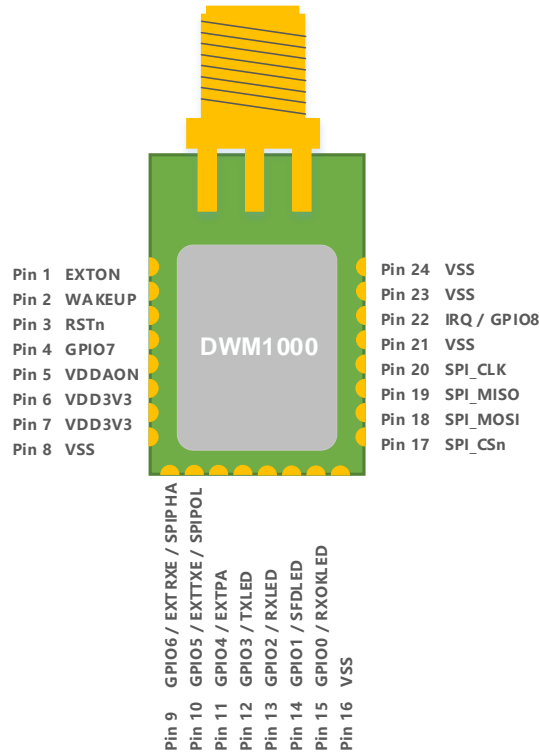 DWM1000
Pin 1 EXTON
Pin 2 WAKEUP
Pin 3 RSTn
Pin 4 GPIO7
Pin 5 VDDAON
Pin 6 VDD3V3
Pin 7 VDD3V3
Pin 8 VSS
Pin 24 VSS
Pin 23 VSS
Pin 22 IRQ / GPIO8
Pin 21 VSS
Pin 20 SPI_CLK
Pin 19 SPI_MISO
Pin 18 SPI_MOSI
Pin 17 SPI_CSn
Pin 9 GPIO6 / EXTRXE / SPIPHA
Pin 10 GPIO5 / EXTTXE / SPIPOL
Pin 11 GPIO4 / EXTPA
Pin 12 GPIO3 / TXLED
Pin 13 GPIO2 / RXLED
Pin 14 GPIO1 / SFDLED
Pin 15 GPIO0 / RXOKLED
Pin 16 VSS